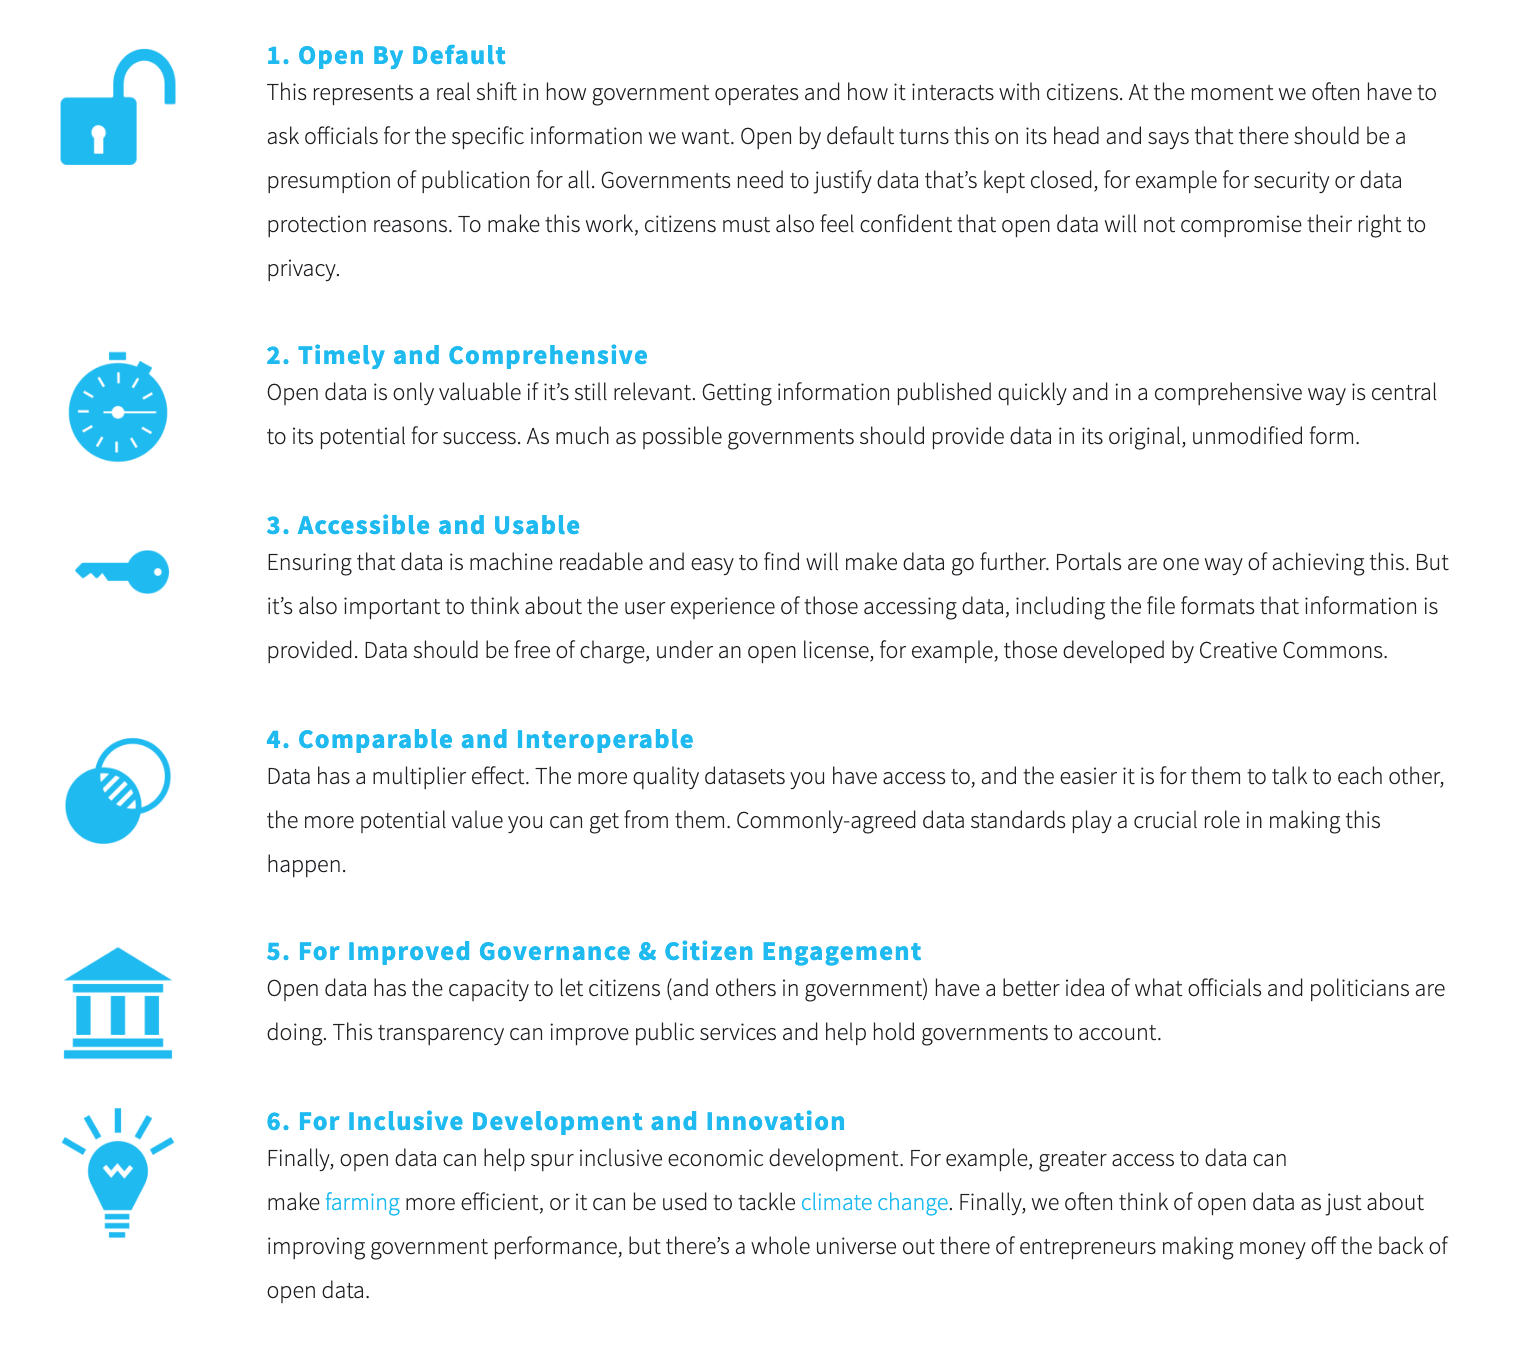 1. Open By Default
This represents a real shift in how government operates and how it interacts with citizens. At the moment we often have to
ask officials for the specific information we want. Open by default turns this on its head and says that there should be a
presumption of publication for all. Governments need to justify data that’s kept closed, for example for security or data
protection reasons. To make this work, citizens must also feel confident that open data will not compromise their right to
privacy.
2. Timely and Comprehensive
Open data is only valuable if it’s still relevant. Getting information published quickly and in a comprehensive way is central
to its potential for success. As much as possible governments should provide data in its original, unmodified form.
3. Accessible and Usable
Ensuring that data is machine readable and easy to find will make data go further. Portals are one way of achieving this. But
it’s also important to think about the user experience of those accessing data, including the file formats that information is
provided. Data should be free of charge, under an open license, for example, those developed by Creative Commons.
4. Comparable and Interoperable
Data has a multiplier effect. The more quality datasets you have access to, and the easier it is for them to talk to each other,
the more potential value you can get from them. Commonly-agreed data standards play a crucial role in making this
happen.
5. For Improved Governance & Citizen Engagement
Open data has the capacity to let citizens (and others in government) have a better idea of what officials and politicians are
doing. This transparency can improve public services and help hold governments to account.
6. For Inclusive Development and Innovation
Finally, open data can help spur inclusive economic development. For example, greater access to data can
make farming more efficient, or it can be used to tackle climate change. Finally, we often think of open data as just about
improving government performance, but there’s a whole universe out there of entrepreneurs making money off the back of
open data.